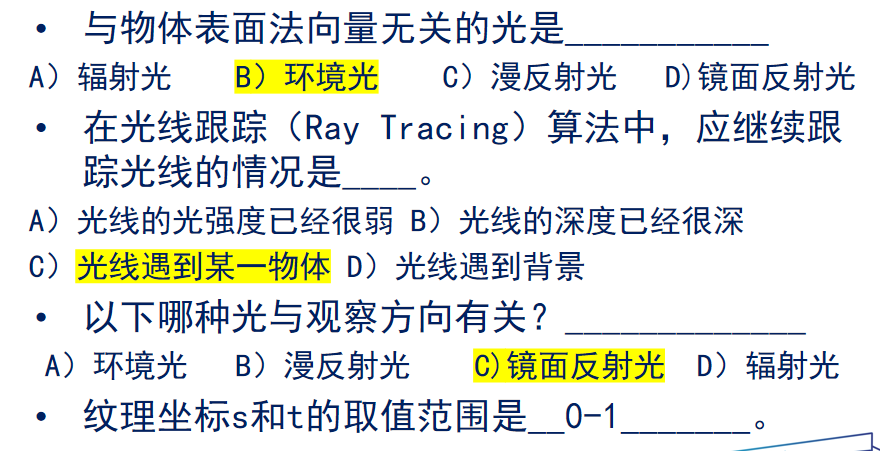 • 与物体表面法向量无关的光是___________
A）辐射光 B）环境光 C）漫反射光 D)镜面反射光
• 在光线跟踪（Ray Tracing）算法中，应继续跟
踪光线的情况是____。
A）光线的光强度已经很弱 B）光线的深度已经很深
C）光线遇到某一物体 D）光线遇到背景
• 以下哪种光与观察方向有关？_____________
A）环境光 B）漫反射光 C)镜面反射光 D）辐射光
• 纹理坐标s和t的取值范围是__0-1_______。